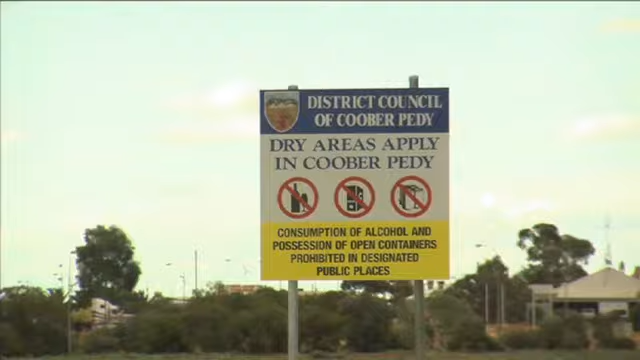 DISTRICT COUNCIL
OF COOBER PEDY
DRY AREAS APPLY
IN COOBER PEDY
CONSUMPTION OF ALCOHOL AND
POSSESSION OF OPEN CONTAINERS
PROHIBITED IN DESIGNATED
PUBLIC PLACES